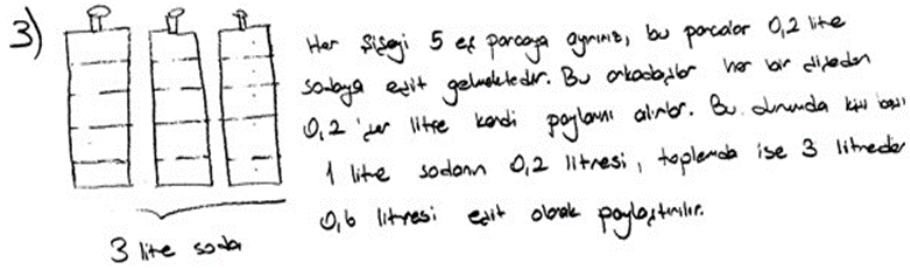 3)
Her şişeyi 5 eş parçaya ayırırız, bu parçalar 0,2 litre
sodaya eşit gelmektedir. Bu arkadaşlar her bir şişeden
0,2'şer litre kendi paylarını alırlar. Bu durumda kişi başı
1 litre sodanın 0,2 litresi, toplamda ise 3 litreden
0,6 litresi eşit olarak paylaştırılır.
3 litre soda